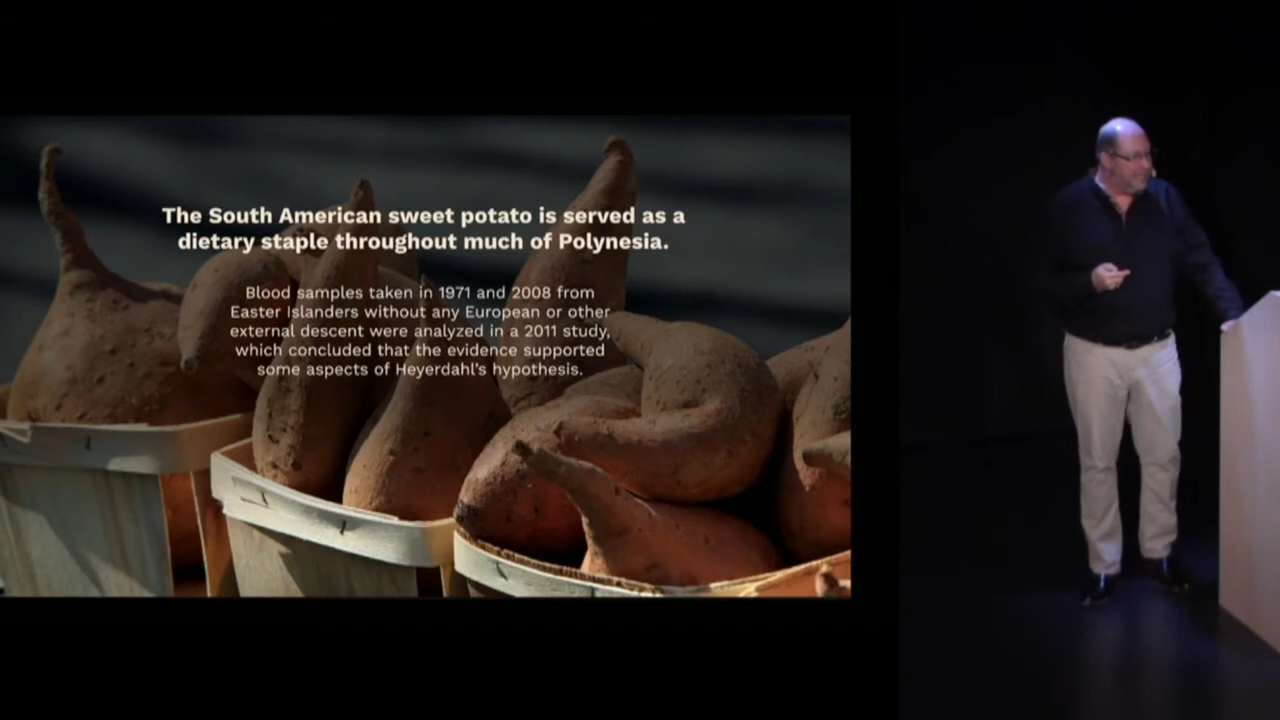 The South American sweet potato is served as a
dietary staple throughout much of Polynesia.
Blood samples taken in 1971 and 2008 from
Easter Islanders without any European or other
external descent were analyzed in a 2011 study,
which concluded that the evidence supported
some aspects of Heyerdahl's hypothesis.